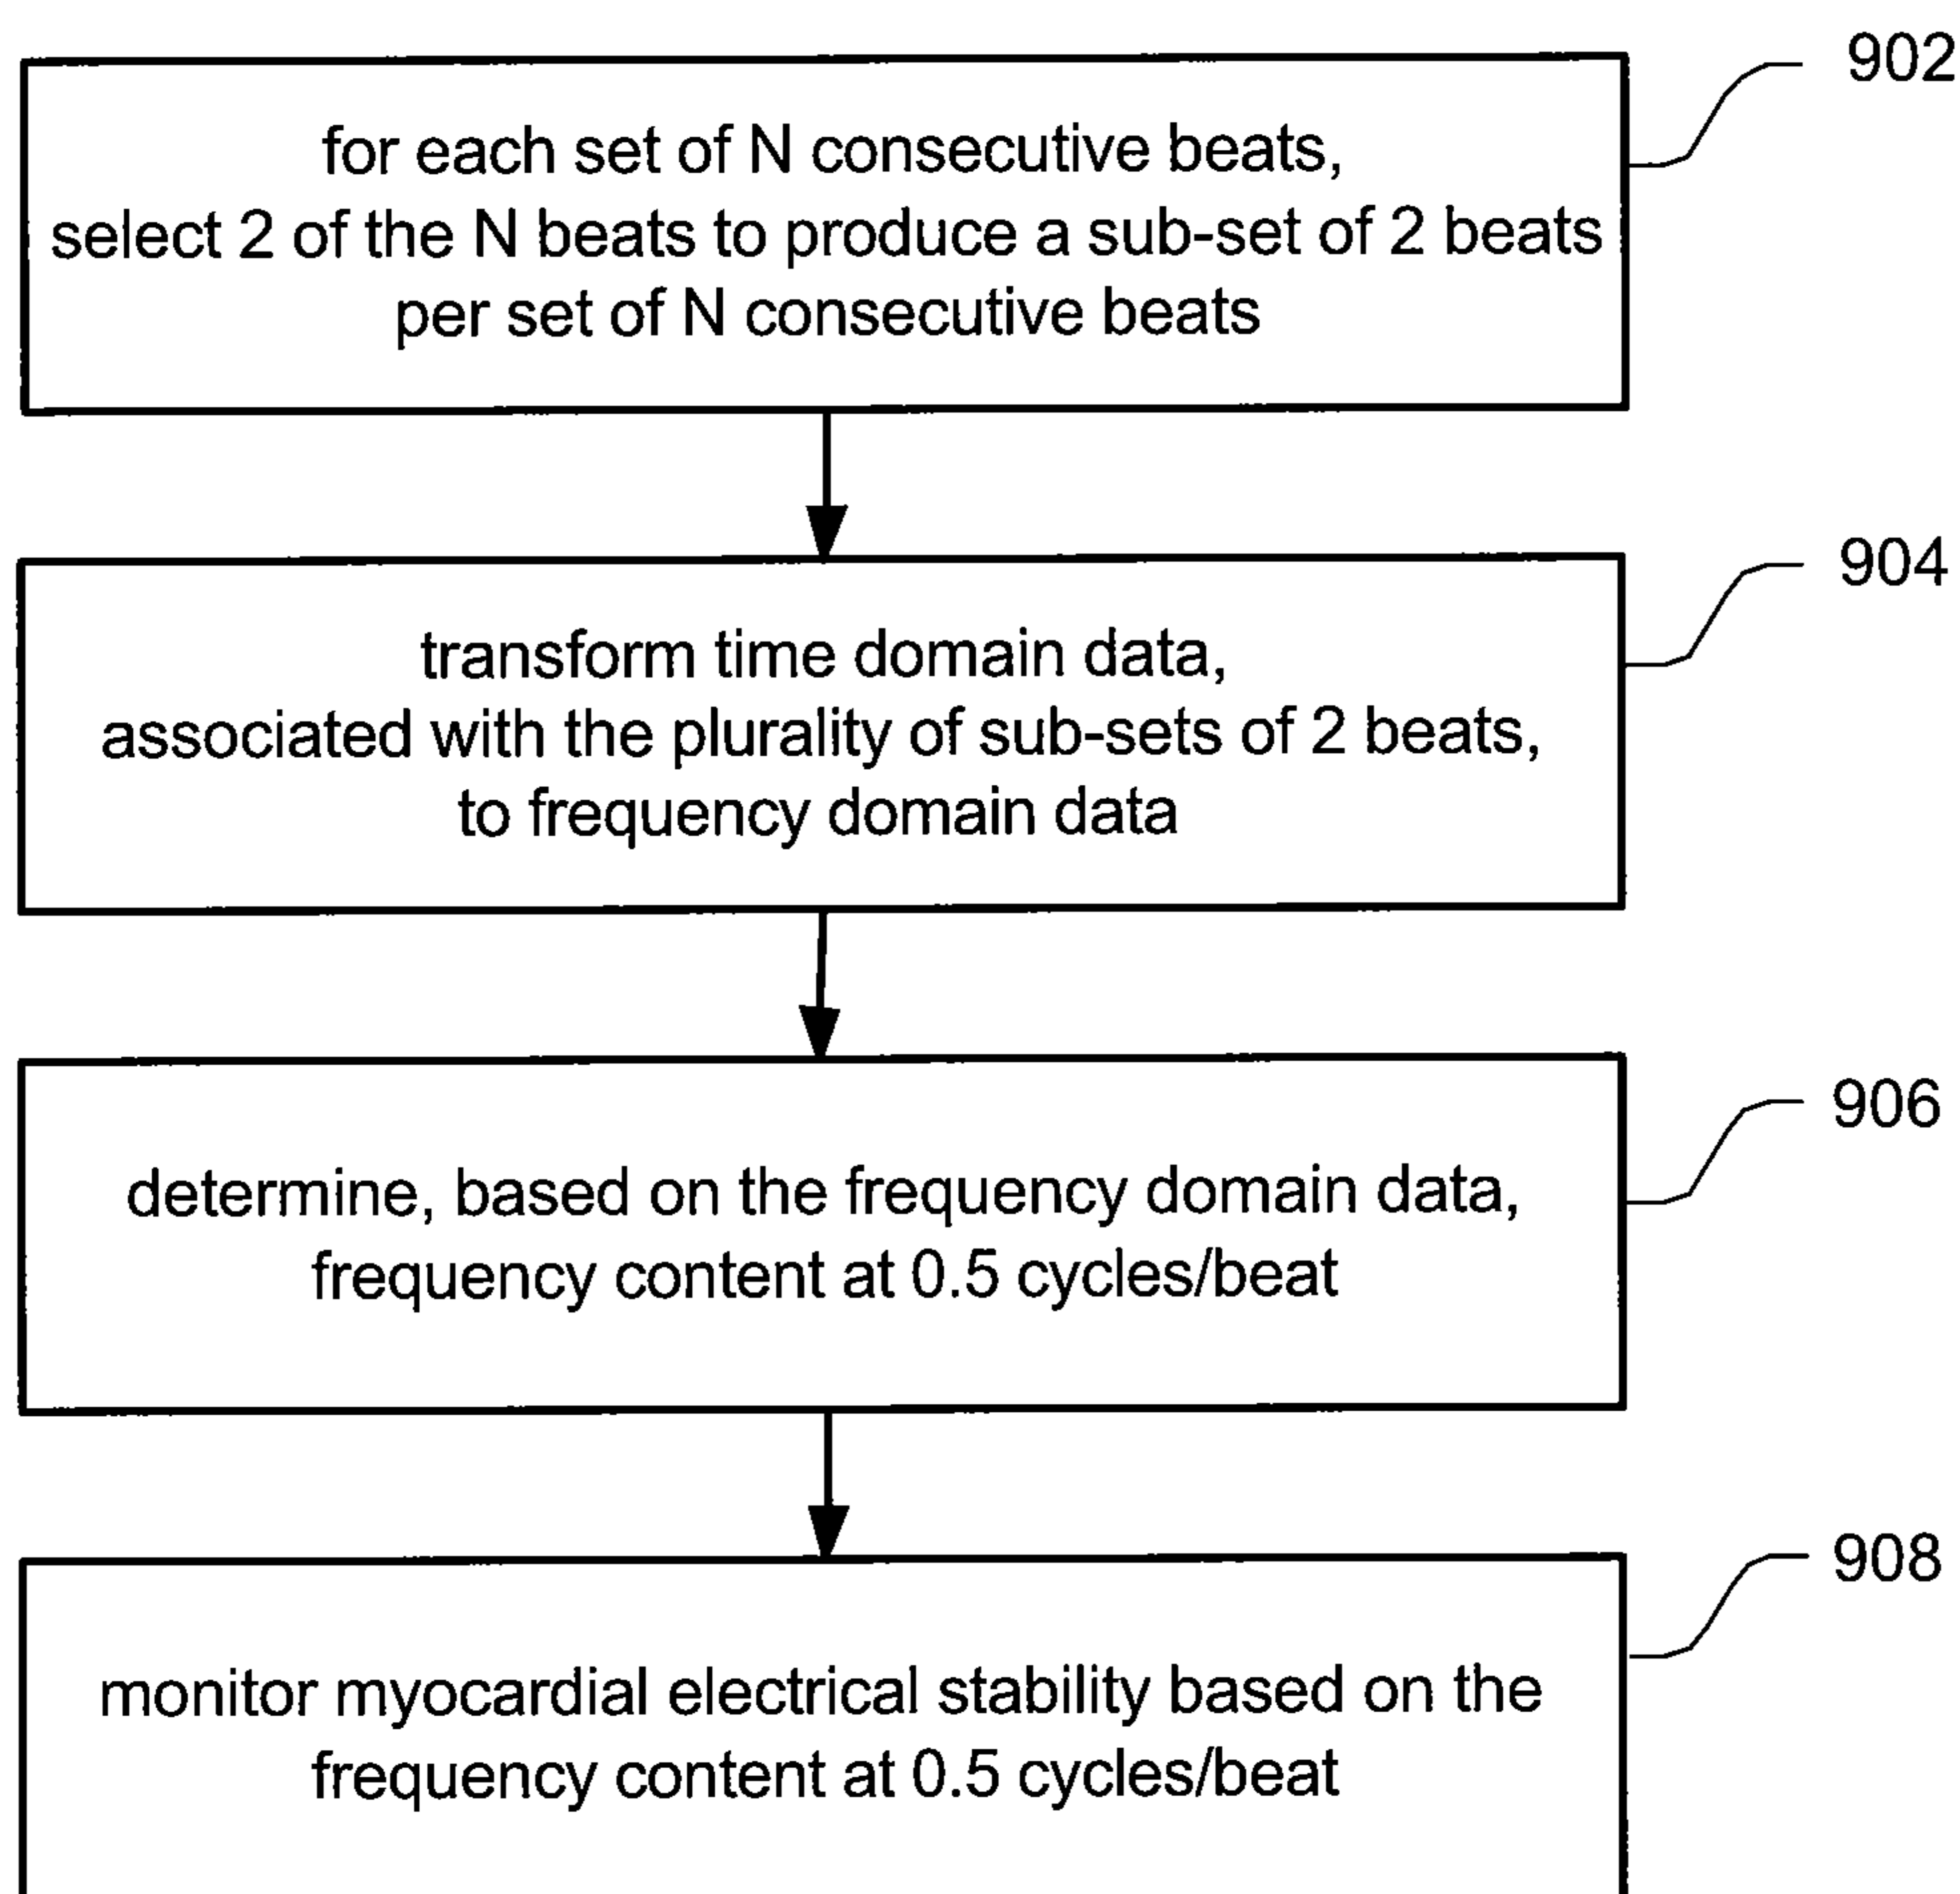 902
for each set of N consecutive beats,
select 2 of the N beats to produce a sub-set of 2 beats
per set of N consecutive beats
904
transform time domain data,
associated with the plurality of sub-sets of 2 beats,
to frequency domain data
906
determine, based on the frequency domain data,
frequency content at 0.5 cycles/beat
908
monitor myocardial electrical stability based on the
frequency content at 0.5 cycles/beat